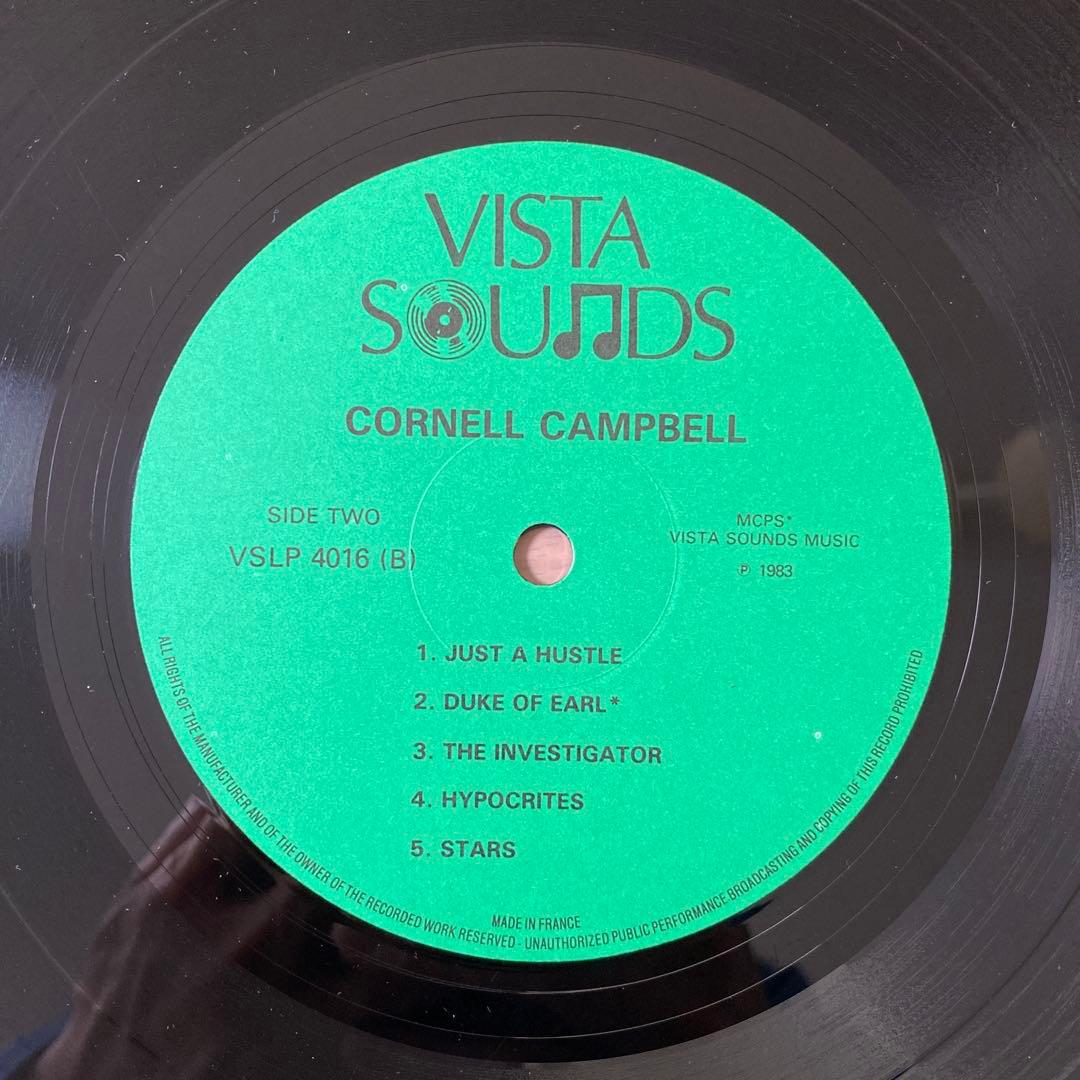 VISTA
SOUNDS
CORNELL CAMPBELL
SIDE TWO
VSLP 4016 (B)
MCPS*
VISTA SOUNDS MUSIC
℗ 1983
1. JUST A HUSTLE
2. DUKE OF EARL*
3. THE INVESTIGATOR
4. HYPOCRITES
5. STARS
MADE IN FRANCE
ALL RIGHTS OF THE MANUFACTURER AND OF THE OWNER OF THE RECORDED WORK RESERVED - UNAUTHORIZED PUBLIC PERFORMANCE BROADCASTING AND COPYING OF THIS RECORD PROHIBITED